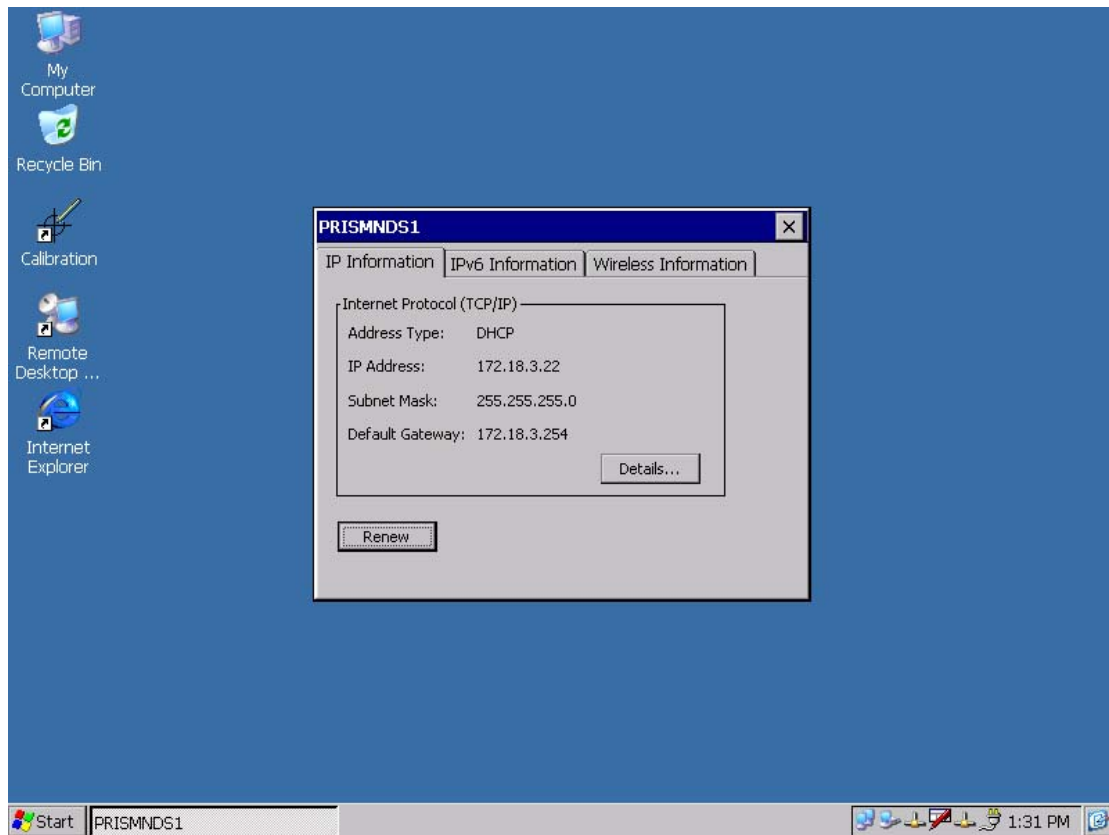 My
Computer
Recycle Bin
Calibration
Remote
Desktop ...
Internet
Explorer
PRISMNDS1
IP Information IPv6 Information Wireless Information
Internet Protocol (TCP/IP)
Address Type: DHCP
IP Address: 172.18.3.22
Subnet Mask: 255.255.255.0
Default Gateway: 172.18.3.254
Details...
Renew
Start PRISMNDS1 1:31 PM